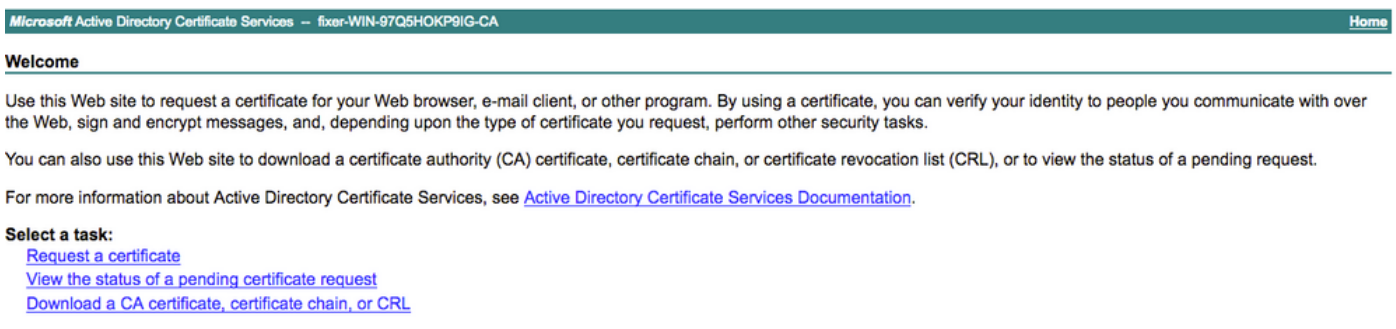 Microsoft Active Directory Certificate Services -- fixer-WIN-97Q5HOKP9IG-CA Home
Welcome
Use this Web site to request a certificate for your Web browser, e-mail client, or other program. By using a certificate, you can verify your identity to people you communicate with over
the Web, sign and encrypt messages, and, depending upon the type of certificate you request, perform other security tasks.
You can also use this Web site to download a certificate authority (CA) certificate, certificate chain, or certificate revocation list (CRL), or to view the status of a pending request.
For more information about Active Directory Certificate Services, see Active Directory Certificate Services Documentation.
Select a task:
Request a certificate
View the status of a pending certificate request
Download a CA certificate, certificate chain, or CRL